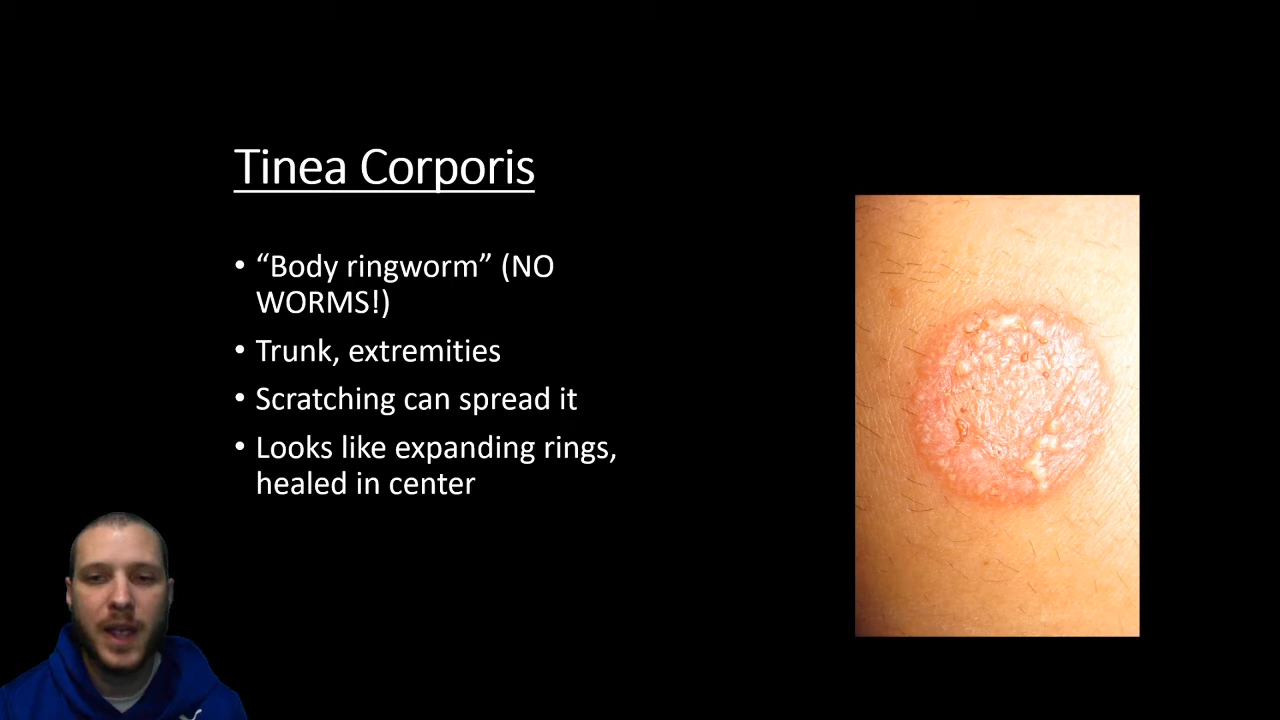 Tinea Corporis
• “Body ringworm” (NO
WORMS!)
• Trunk, extremities
• Scratching can spread it
• Looks like expanding rings,
healed in center